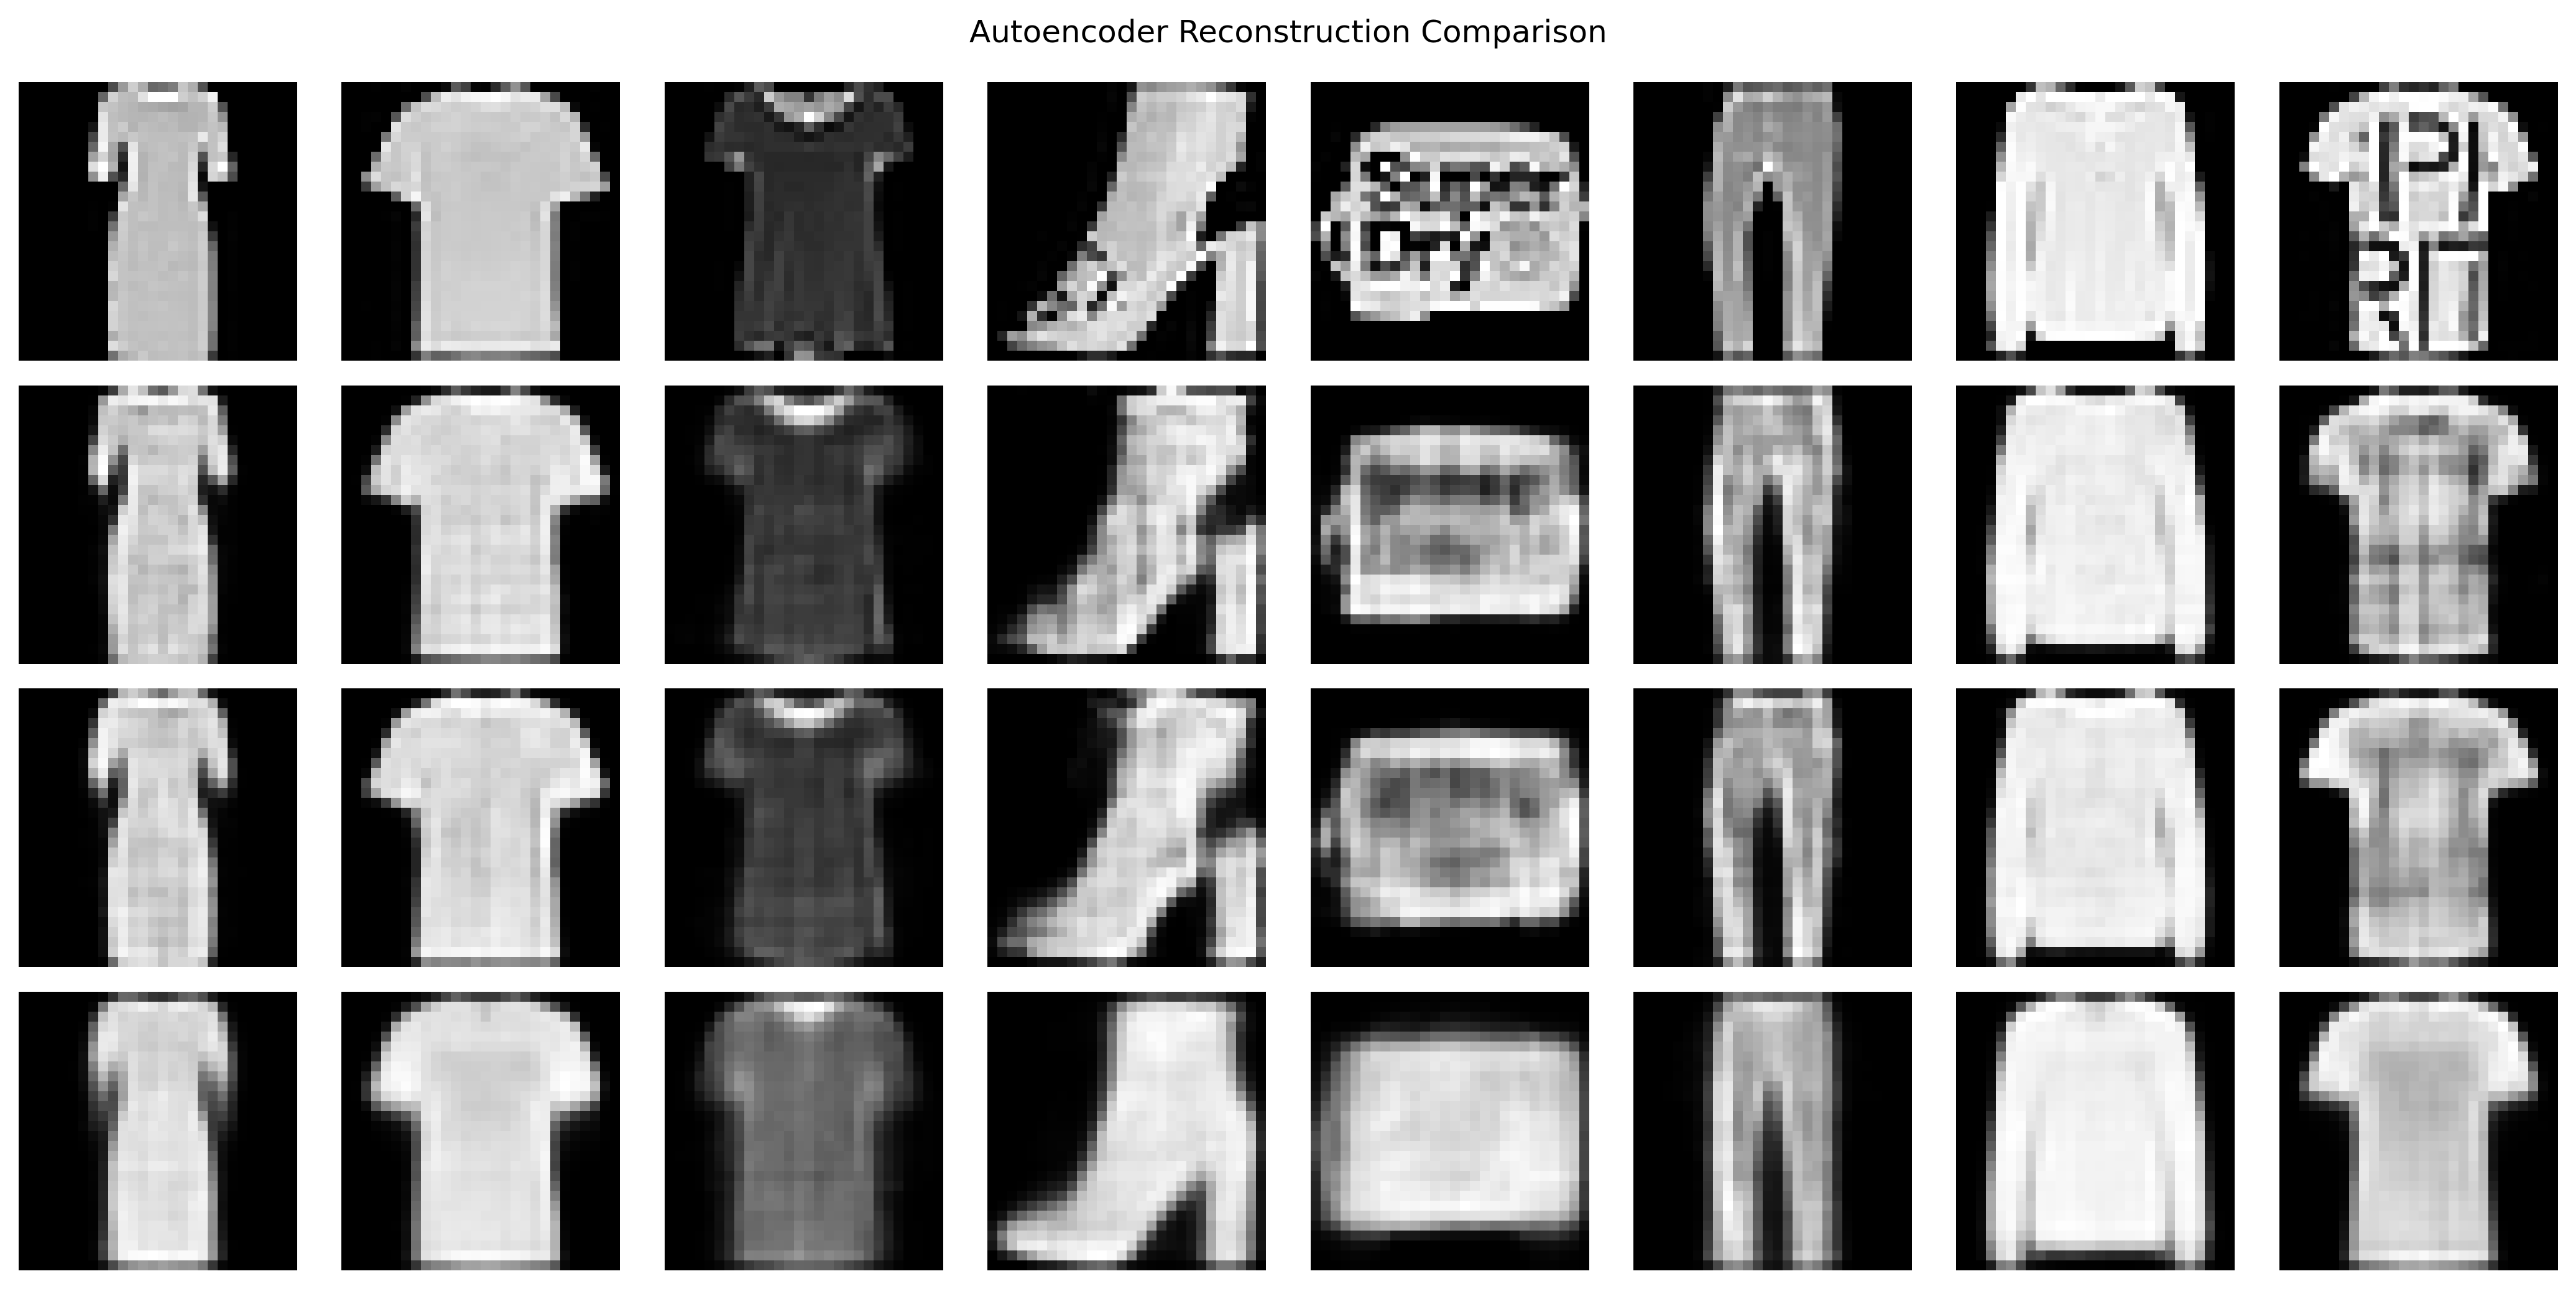 Autoencoder Reconstruction Comparison
Super
Dry